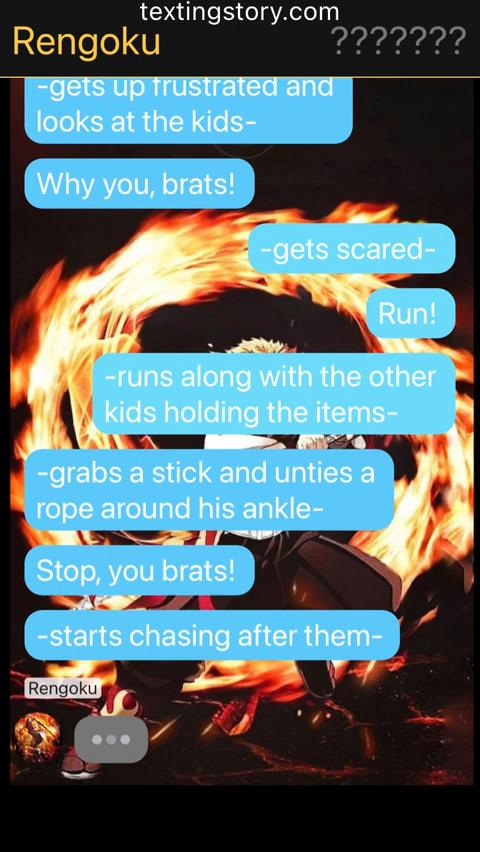 textingstory.com
Rengoku
???????
-gets up frustrated and
looks at the kids-
Why you, brats!
-gets scared-
Run!
-runs along with the other
kids holding the items-
-grabs a stick and unties a
rope around his ankle-
Stop, you brats!
-starts chasing after them-
Rengoku